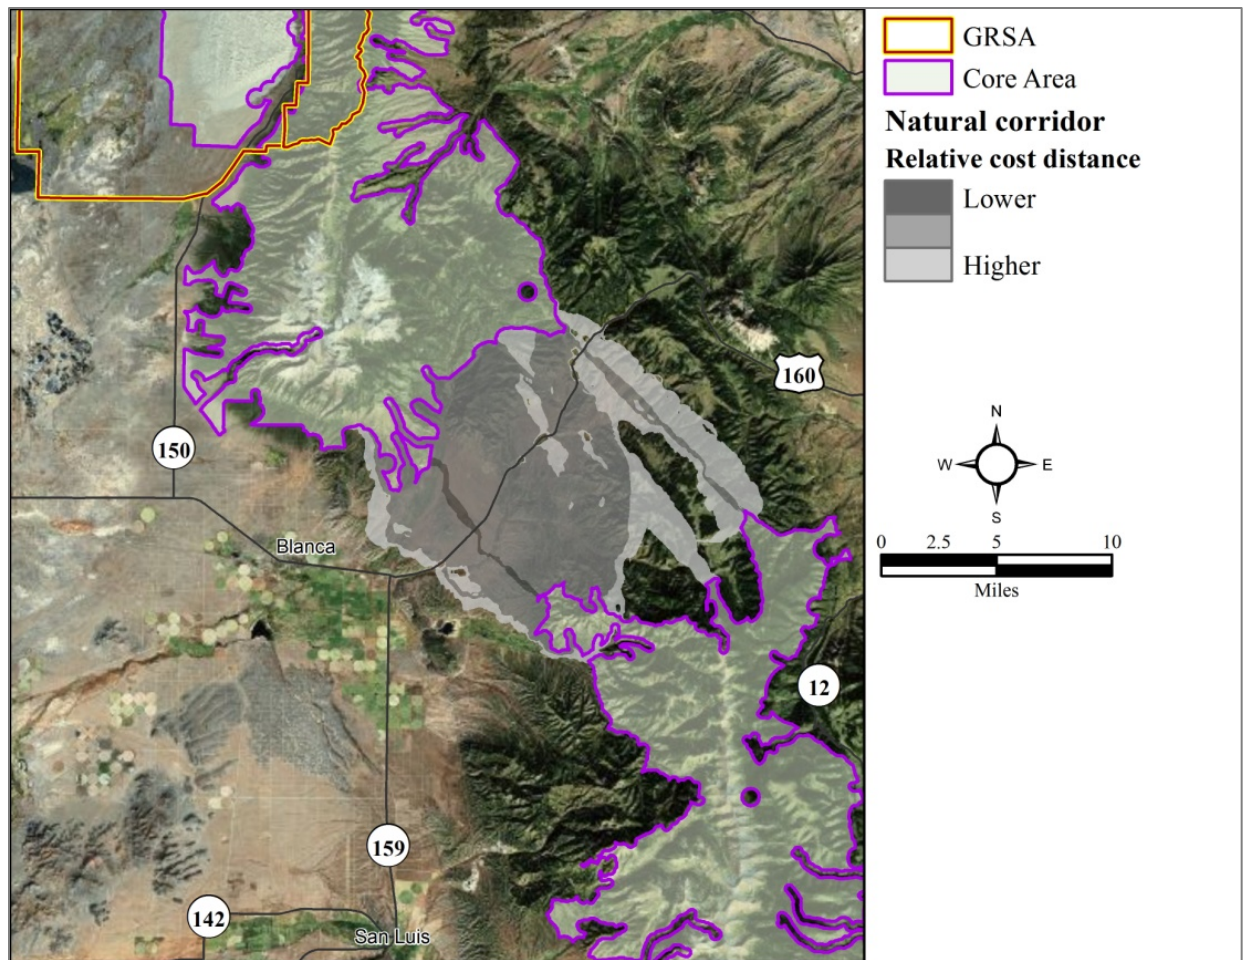 GRSA
Core Area
Natural corridor
Relative cost distance
Lower
Higher
160
150
Blanca
12
159
142
San Luis
N
W E
S
0 2.5 5 10
Miles